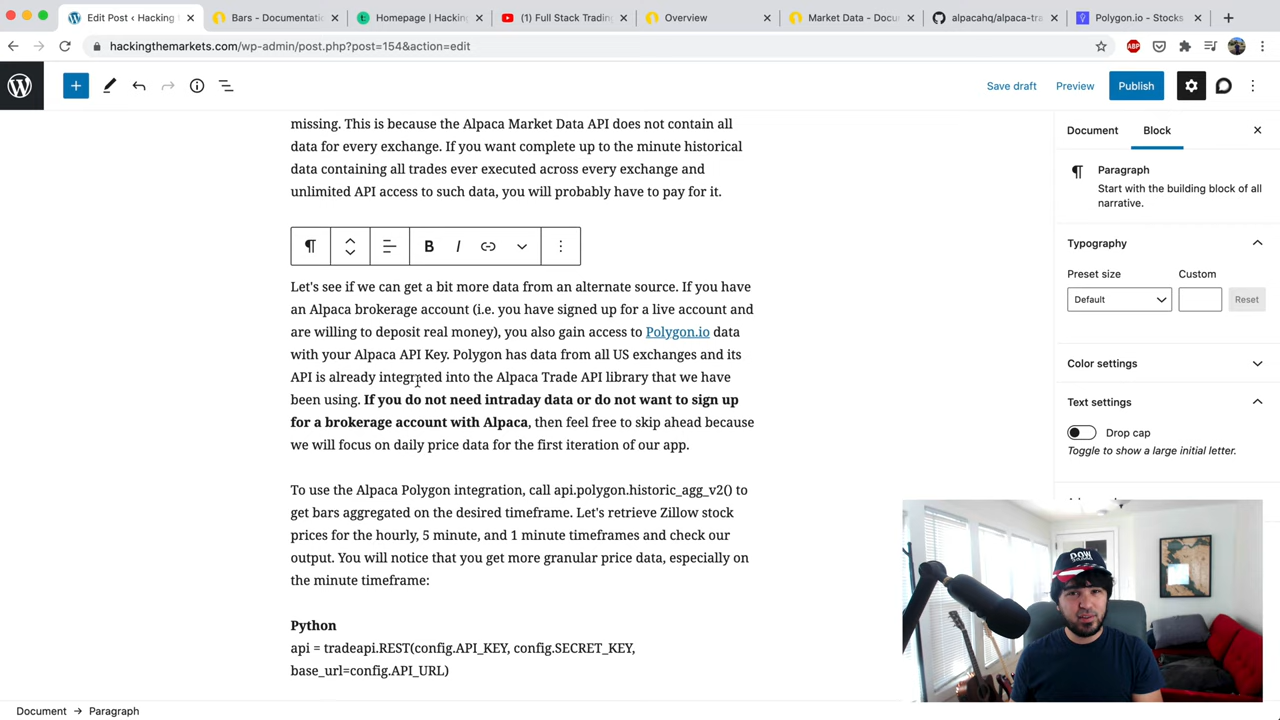 Edit Post ‹ Hacking
Bars - Documentatio
Homepage | Hackin
(1) Full Stack Trading
Overview
Market Data - Docu
alpacahq/alpaca-tra
Polygon.io - Stocks
hackingthemarkets.com/wp-admin/post.php?post=154&action=edit
ABP
Save draft
Preview
Publish
missing. This is because the Alpaca Market Data API does not contain all
data for every exchange. If you want complete up to the minute historical
data containing all trades ever executed across every exchange and
unlimited API access to such data, you will probably have to pay for it.
B I
Let's see if we can get a bit more data from an alternate source. If you have
an Alpaca brokerage account (i.e. you have signed up for a live account and
are willing to deposit real money), you also gain access to Polygon.io data
with your Alpaca API Key. Polygon has data from all US exchanges and its
API is already integrated into the Alpaca Trade API library that we have
been using. If you do not need intraday data or do not want to sign up
for a brokerage account with Alpaca, then feel free to skip ahead because
we will focus on daily price data for the first iteration of our app.
To use the Alpaca Polygon integration, call api.polygon.historic_agg_v2() to
get bars aggregated on the desired timeframe. Let's retrieve Zillow stock
prices for the hourly, 5 minute, and 1 minute timeframes and check our
output. You will notice that you get more granular price data, especially on
the minute timeframe:
Python
api = tradeapi.REST(config.API_KEY, config.SECRET_KEY,
base_url=config.API_URL)
Document
Block
Paragraph
Start with the building block of all
narrative.
Typography
Preset size
Custom
Default
Reset
Color settings
Text settings
Drop cap
Toggle to show a large initial letter.
Document → Paragraph